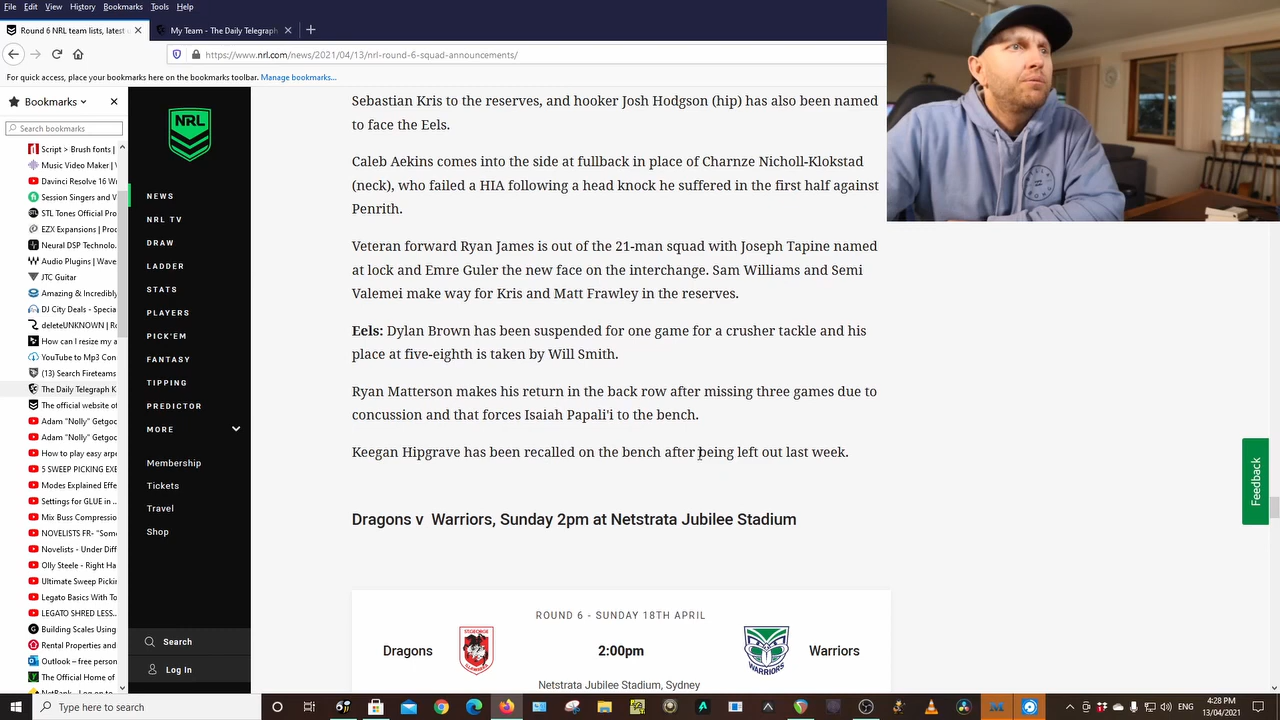 File Edit View History Bookmarks Tools Help
Round 6 NRL team lists, latest
My Team - The Daily Telegraph
https://www.nrl.com/news/2021/04/13/nrl-round-6-squad-announcements/
For quick access, place your bookmarks here on the bookmarks toolbar. Manage bookmarks...
Bookmarks
Search bookmarks
Script > Brush fonts |
Music Video Maker |
Davinci Resolve 16 W
Session Singers and V
STL Tones Official Pro
EZX Expansions | Proc
Neural DSP Technolo.
Audio Plugins | Wave
JTC Guitar
Amazing & Incredibly
DJ City Deals - Specia
deleteUNKNOWN | Ro
How can I resize my a
YouTube to Mp3 Con
(13) Search Fireteams
The Daily Telegraph K
The official website of
Adam "Nolly" Getgoo
Adam "Nolly" Getgoo
How to play easy arpe
5 SWEEP PICKING EXE
Modes Explained Effe
Settings for GLUE in ..
Mix Buss Compressio
NOVELISTS FR- "Som
Novelists - Under Diff
Olly Steele - Right Ha
Ultimate Sweep Pickin
Legato Basics With To
LEGATO SHRED LESS..
Building Scales Using
Rental Properties and
Outlook – free person
The Official Home of
NetBank - Log on to
NRL
NEWS
NRL TV
DRAW
LADDER
STATS
PLAYERS
PICK'EM
FANTASY
TIPPING
PREDICTOR
MORE
Membership
Tickets
Travel
Shop
Search
Log In
Sebastian Kris to the reserves, and hooker Josh Hodgson (hip) has also been named
to face the Eels.
Caleb Aekins comes into the side at fullback in place of Charnze Nicholl-Klokstad
(neck), who failed a HIA following a head knock he suffered in the first half against
Penrith.
Veteran forward Ryan James is out of the 21-man squad with Joseph Tapine named
at lock and Emre Guler the new face on the interchange. Sam Williams and Semi
Valemei make way for Kris and Matt Frawley in the reserves.
Eels: Dylan Brown has been suspended for one game for a crusher tackle and his
place at five-eighth is taken by Will Smith.
Ryan Matterson makes his return in the back row after missing three games due to
concussion and that forces Isaiah Papali'i to the bench.
Keegan Hipgrave has been recalled on the bench after being left out last week.
Dragons v Warriors, Sunday 2pm at Netstrata Jubilee Stadium
ROUND 6 - SUNDAY 18TH APRIL
Dragons
2:00pm
WARRIORS
Warriors
Netstrata Jubilee Stadium, Sydney
Feedback
Type here to search
4:28 PM
13/04/2021